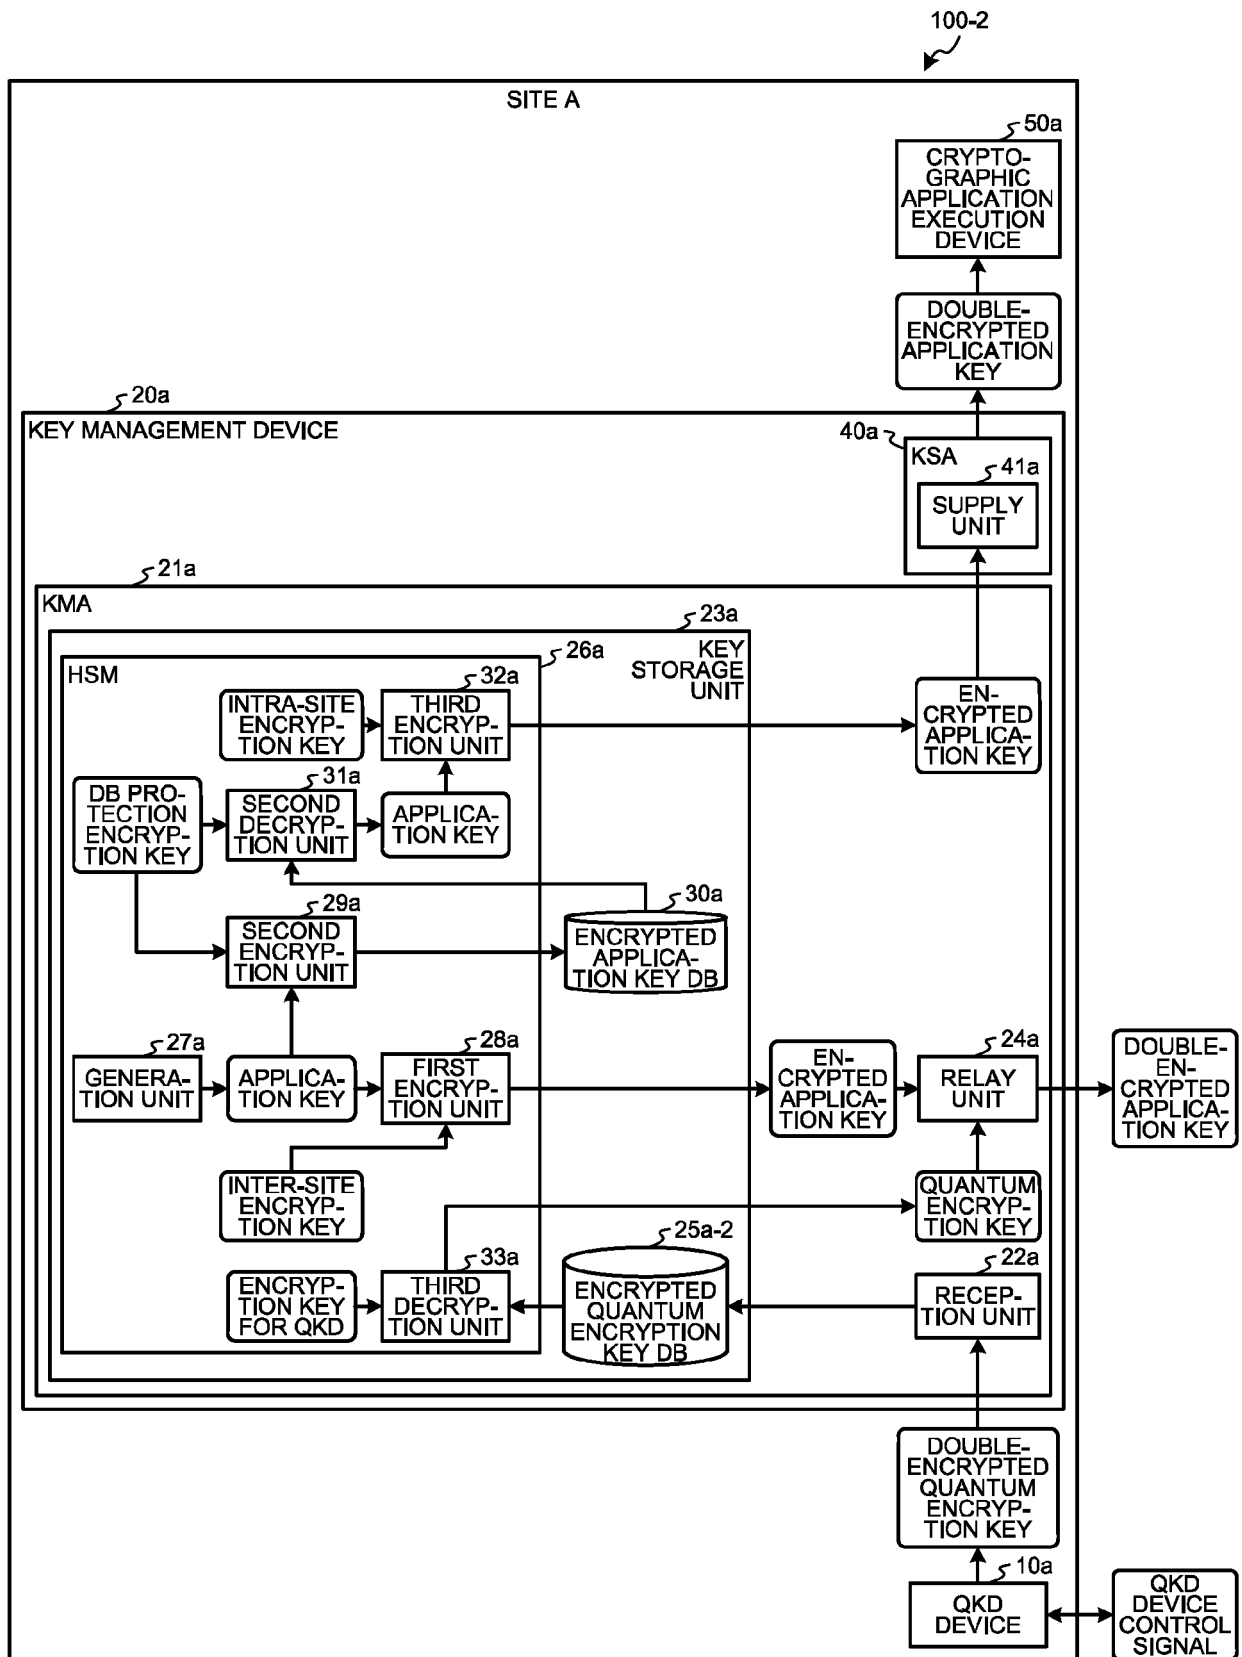 100-2
SITE A
50a
CRYPTO-
GRAPHIC
APPLICATION
EXECUTION
DEVICE
DOUBLE-
ENCRYPTED
APPLICATION
KEY
20a
KEY MANAGEMENT DEVICE
40a
KSA
41a
SUPPLY
UNIT
21a
KMA
23a
KEY
STORAGE
UNIT
26a
HSM
32a
INTRA-SITE
ENCRYP-
TION KEY
THIRD
ENCRYP-
TION UNIT
EN-
CRYPTED
APPLICA-
TION KEY
31a
DB PRO-
TECTION
ENCRYP-
TION KEY
SECOND
DECRYP-
TION UNIT
APPLICA-
TION KEY
29a
SECOND
ENCRYP-
TION UNIT
30a
ENCRYPTED
APPLICA-
TION KEY DB
27a
GENERA-
TION UNIT
APPLICA-
TION KEY
28a
FIRST
ENCRYP-
TION UNIT
EN-
CRYPTED
APPLICA-
TION KEY
24a
RELAY
UNIT
DOUBLE-
EN-
CRYPTED
APPLICA-
TION KEY
INTER-SITE
ENCRYP-
TION KEY
QUANTUM
ENCRYP-
TION KEY
33a
ENCRYP-
TION KEY
FOR QKD
THIRD
DECRYP-
TION UNIT
25a-2
ENCRYPTED
QUANTUM
ENCRYPTION
KEY DB
22a
RECEP-
TION UNIT
DOUBLE-
ENCRYPTED
QUANTUM
ENCRYP-
TION KEY
10a
QKD
DEVICE
QKD
DEVICE
CONTROL
SIGNAL